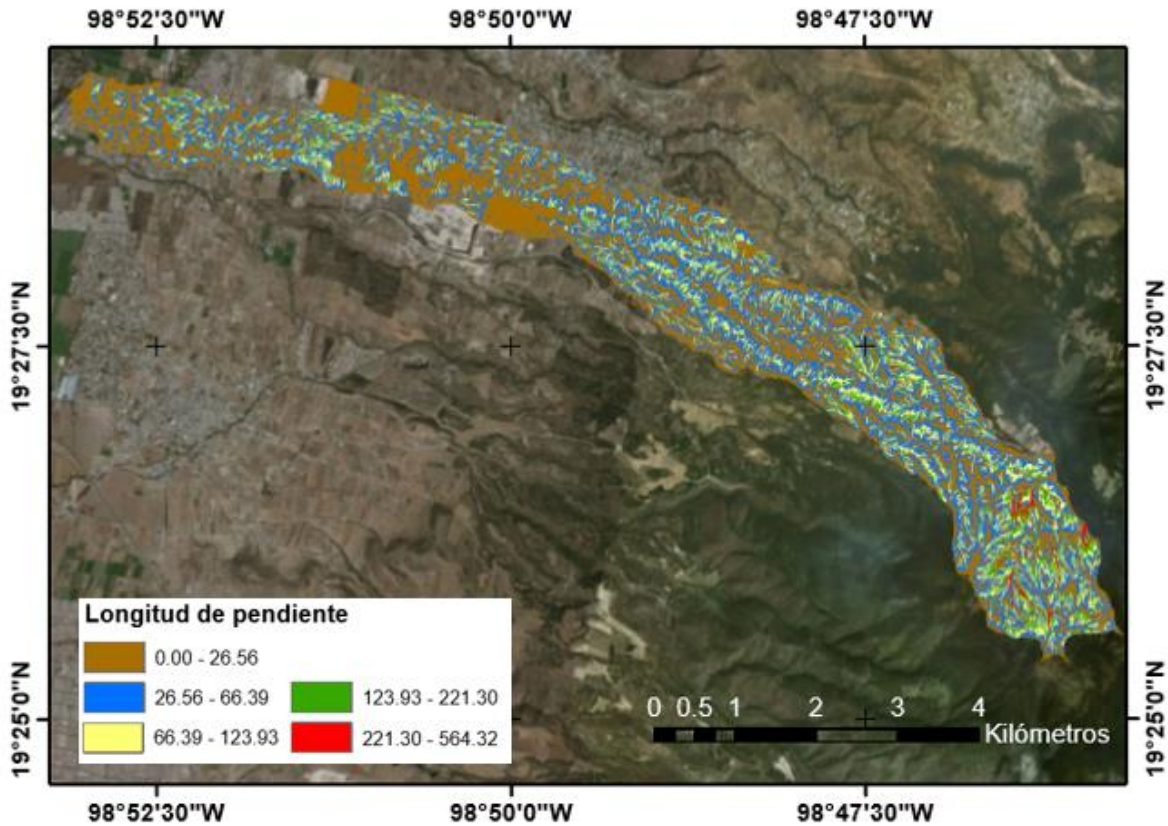 98°52'30"W 98°50'0"W 98°47'30"W
19°27'30"N 19°27'30"N
Longitud de pendiente
0.00 - 26.56
26.56 - 66.39 123.93 - 221.30
66.39 - 123.93 221.30 - 564.32
0 0.5 1 2 3 4
Kilómetros
19°25'0"N 19°25'0"N
98°52'30"W 98°50'0"W 98°47'30"W